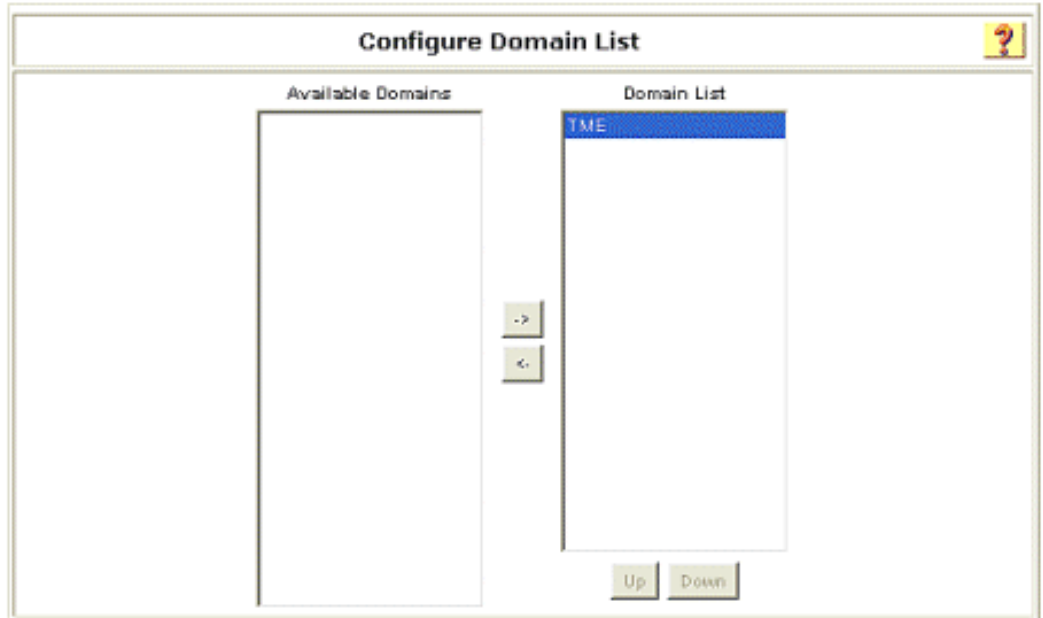 Configure Domain List
?
Available Domains
Domain List
TME
->
<-
Up
Down